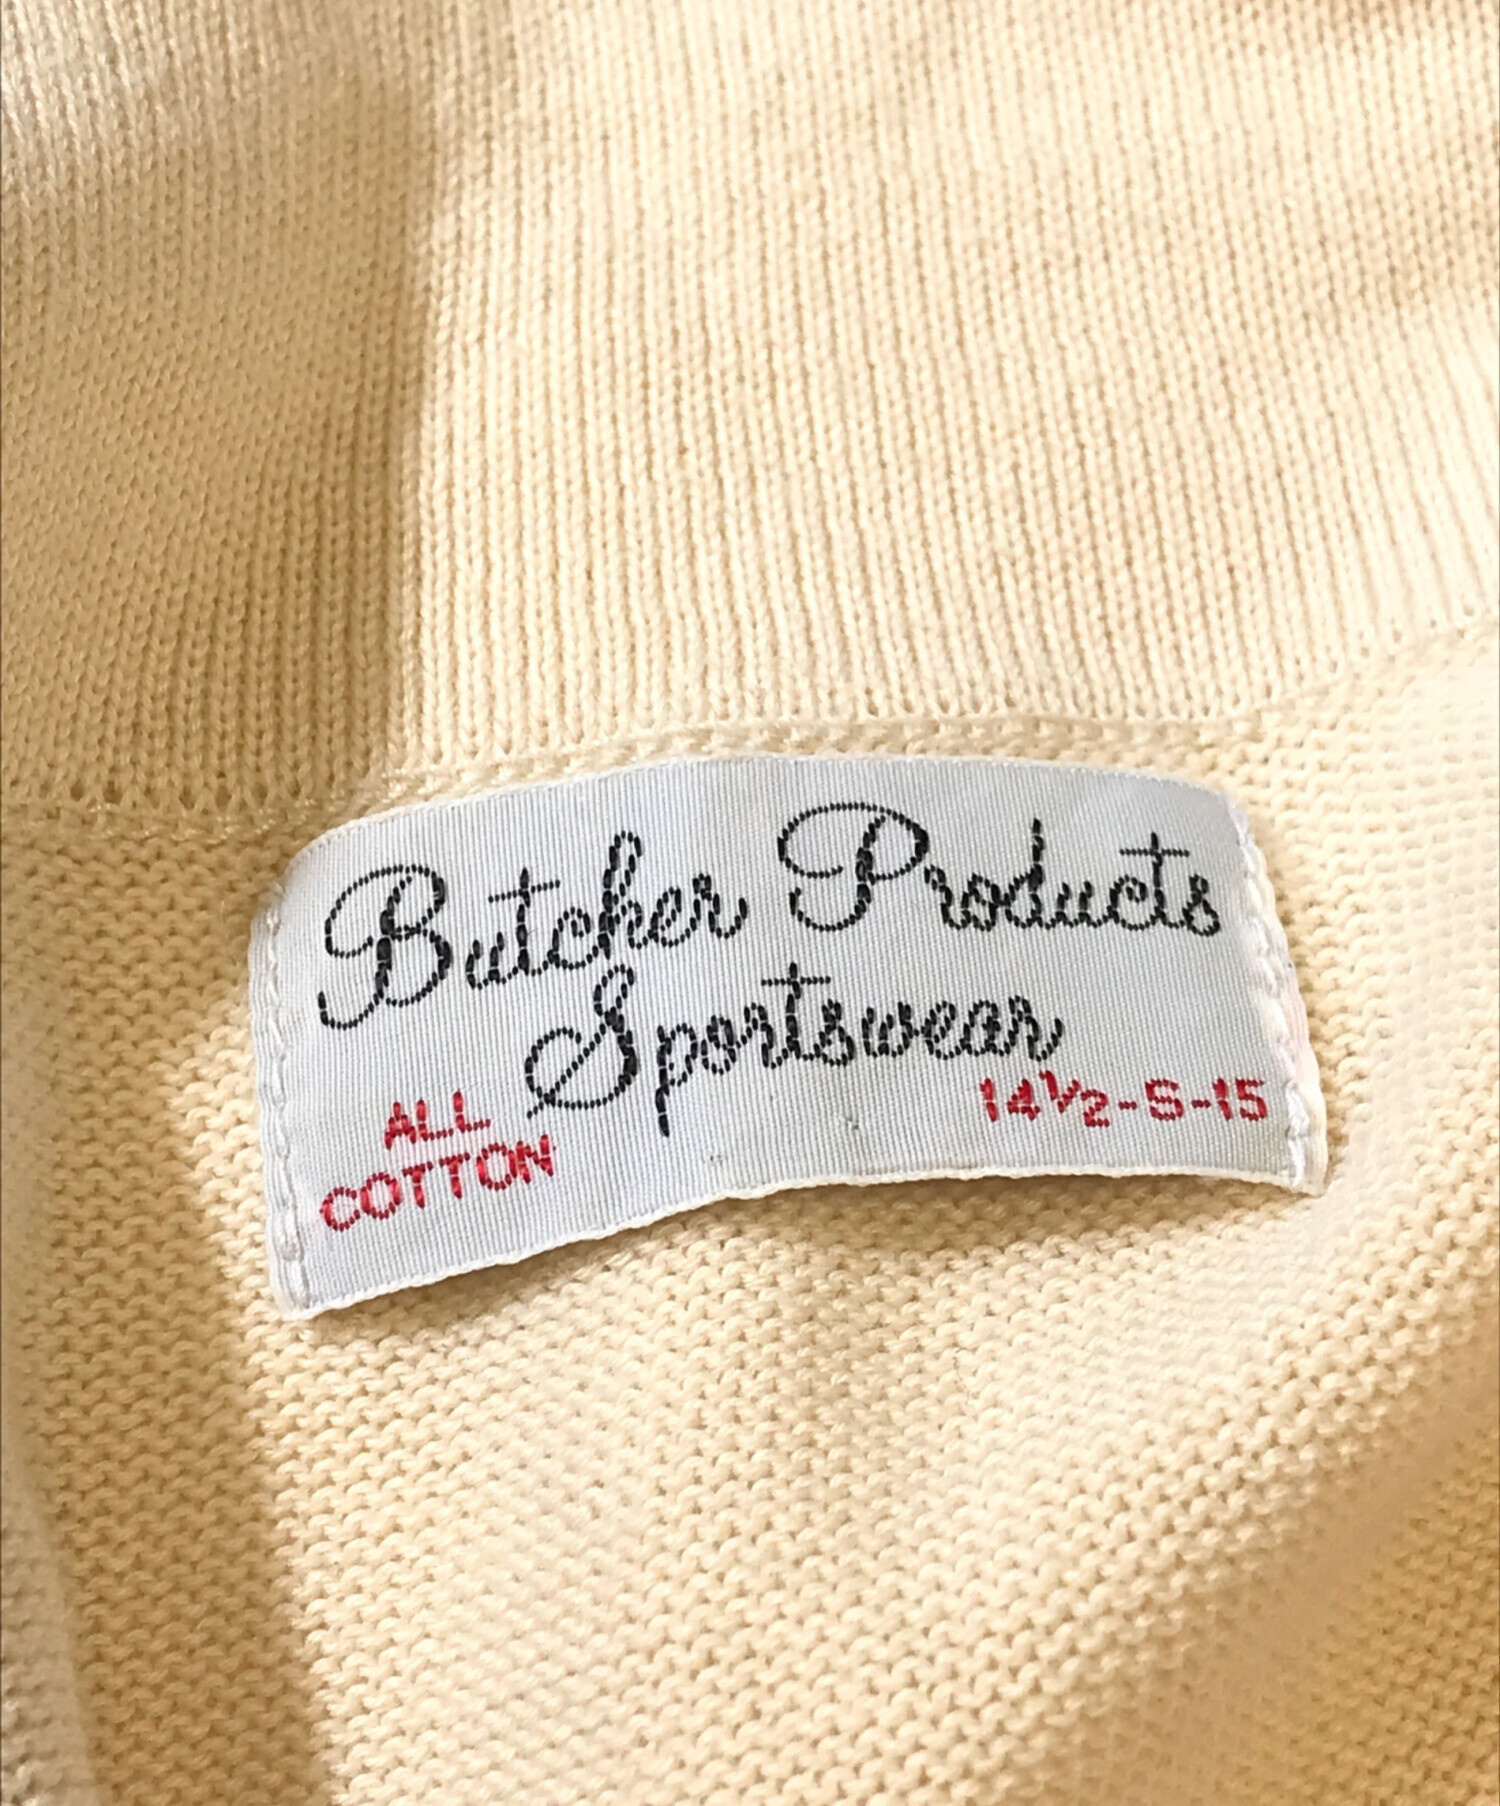 Butcher Products
Sportswear
ALL
COTTON
14½-S-15